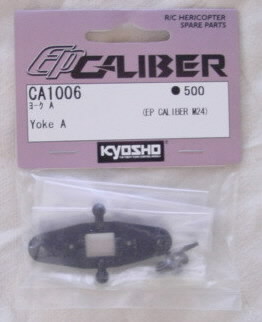 R/C HERICOPTER
SPARE PARTS
EP CALIBER
CA1006
ヨーク A
●500
(EP CALIBER M24)
Yoke A
KYOSHO